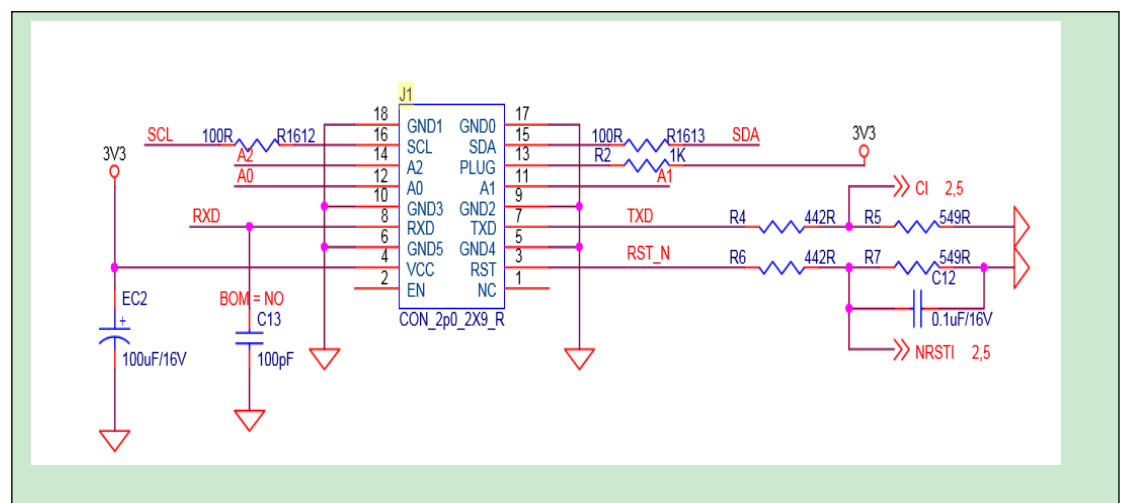 J1
18 GND1 GND0 17
SCL 100R R1612 16 SCL SDA 15 100R R1613 SDA
3V3 A2 14 A2 PLUG 13 R2 1K 3V3
A0 12 A0 A1 11 A1
10 GND3 GND2 9 CI 2,5
RXD 8 RXD TXD 7 TXD R4 442R R5 549R
6 GND5 GND4 5
4 VCC RST 3 RST_N R6 442R R7 549R
2 EN NC 1
CON_2p0_2X9_R
EC2
+
100uF/16V
BOM = NO
C13
100pF
C12
0.1uF/16V
NRSTI 2,5